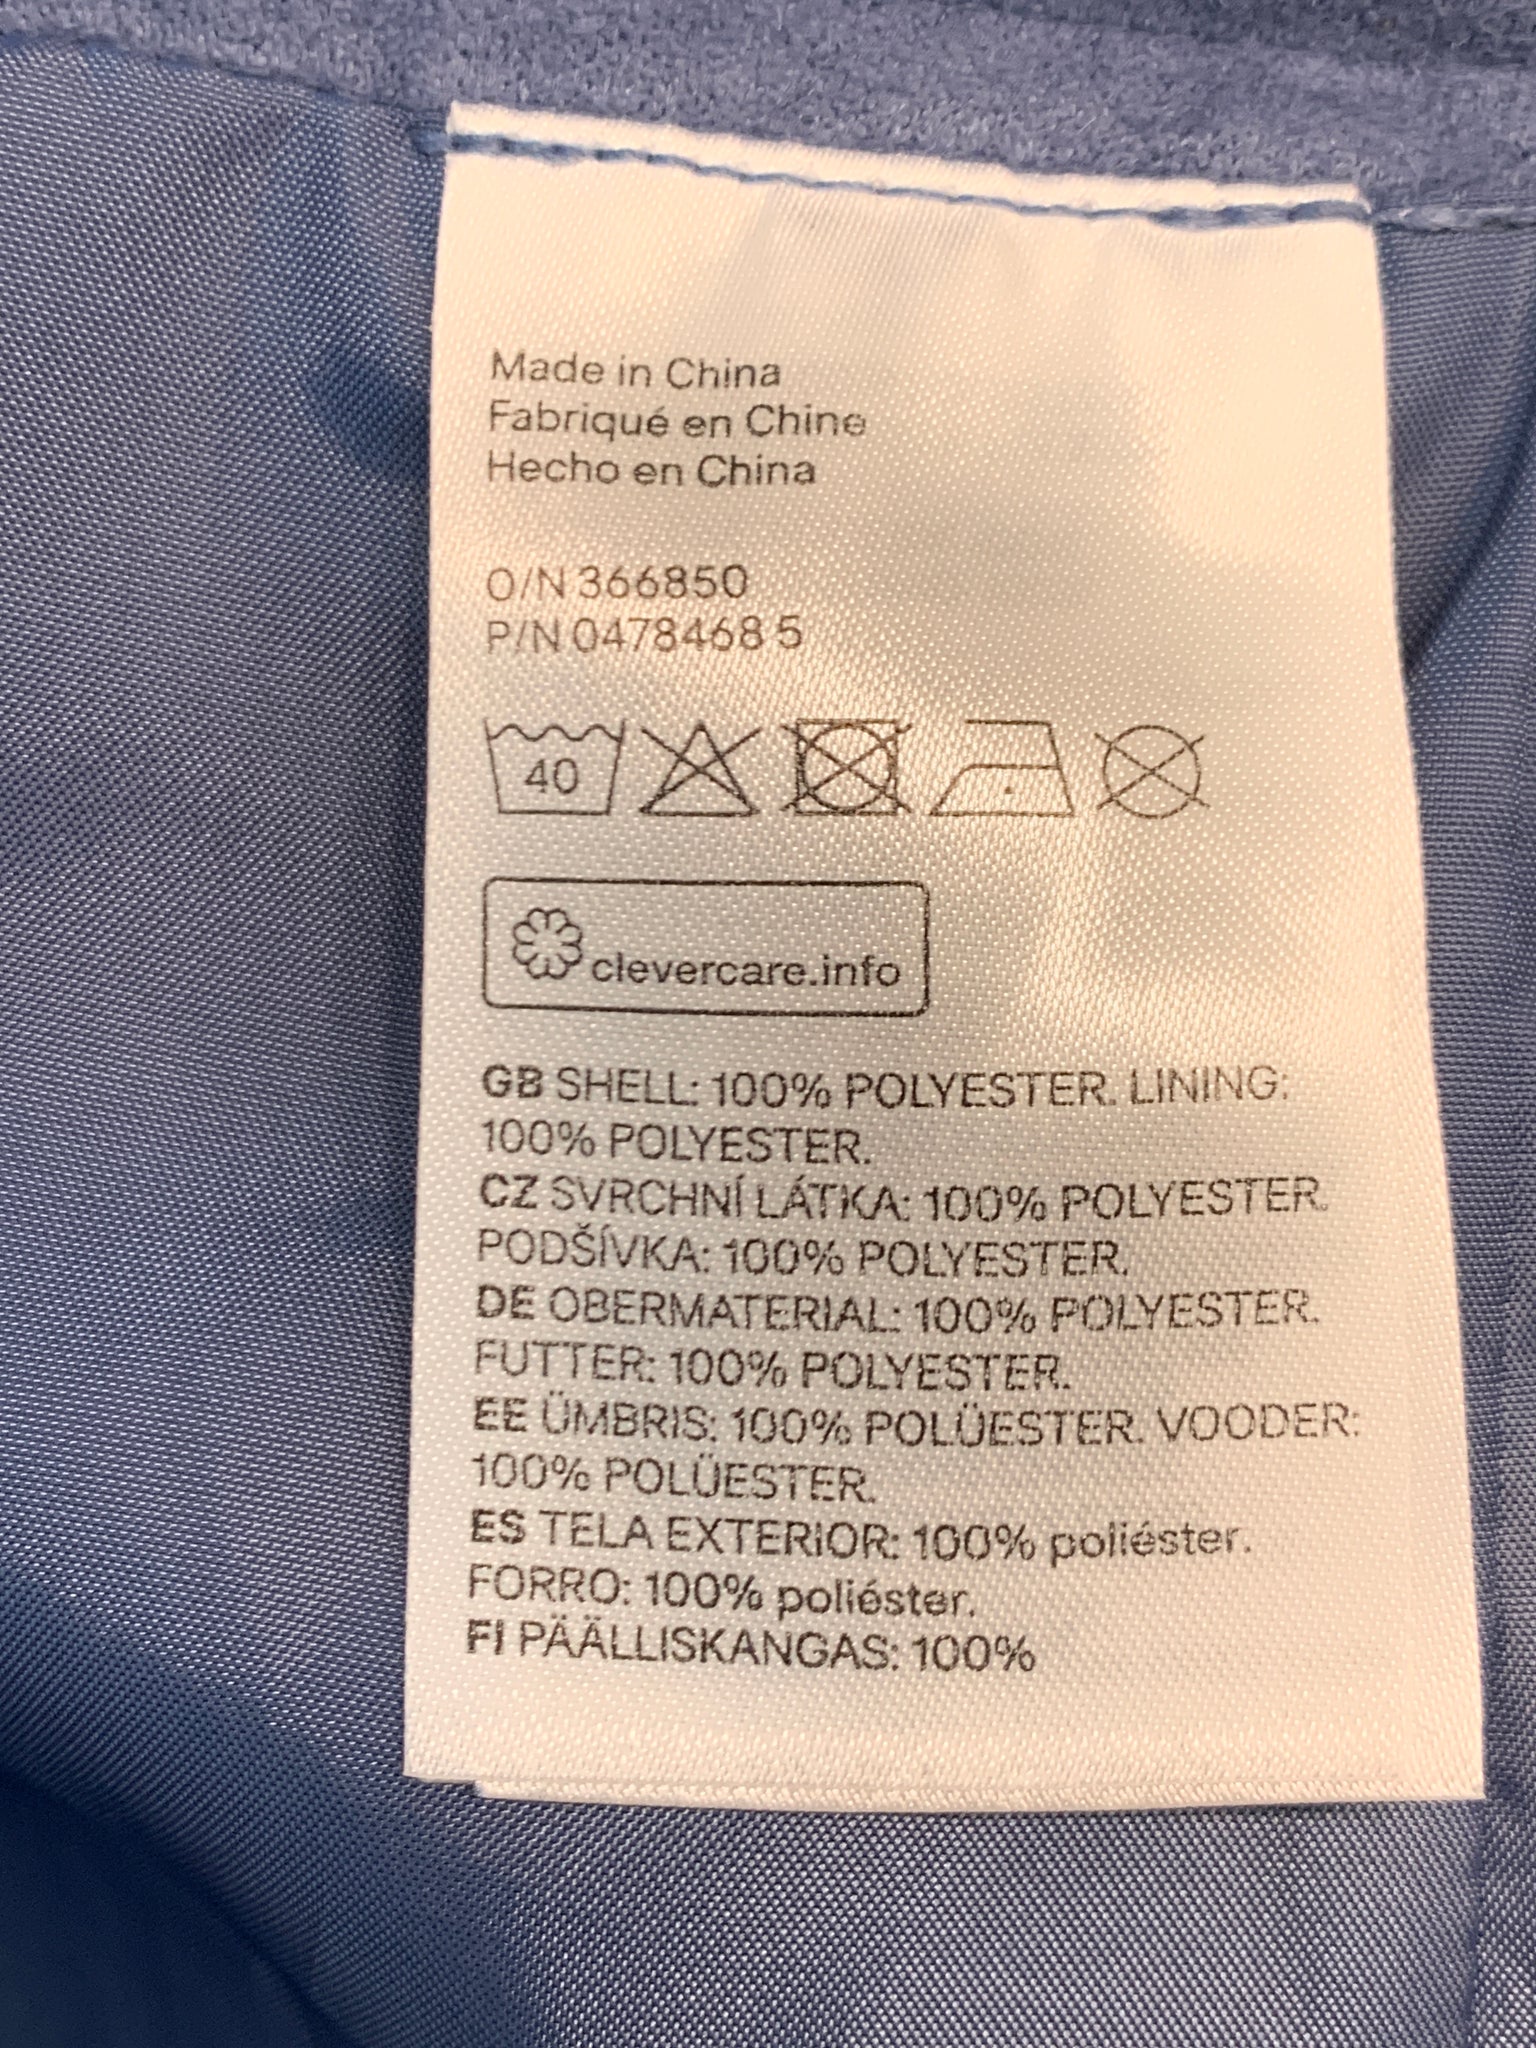 Made in China
Fabriqué en Chine
Hecho en China
O/N 366850
P/N 0478468 5
40
clevercare.info
GB SHELL: 100% POLYESTER. LINING:
100% POLYESTER.
CZ SVRCHNÍ LÁTKA: 100% POLYESTER.
PODŠÍVKA: 100% POLYESTER.
DE OBERMATERIAL: 100% POLYESTER.
FUTTER: 100% POLYESTER.
EE ÜMBRIS: 100% POLÜESTER. VOODER:
100% POLÜESTER.
ES TELA EXTERIOR: 100% poliéster.
FORRO: 100% poliéster.
FI PÄÄLLISKANGAS: 100%